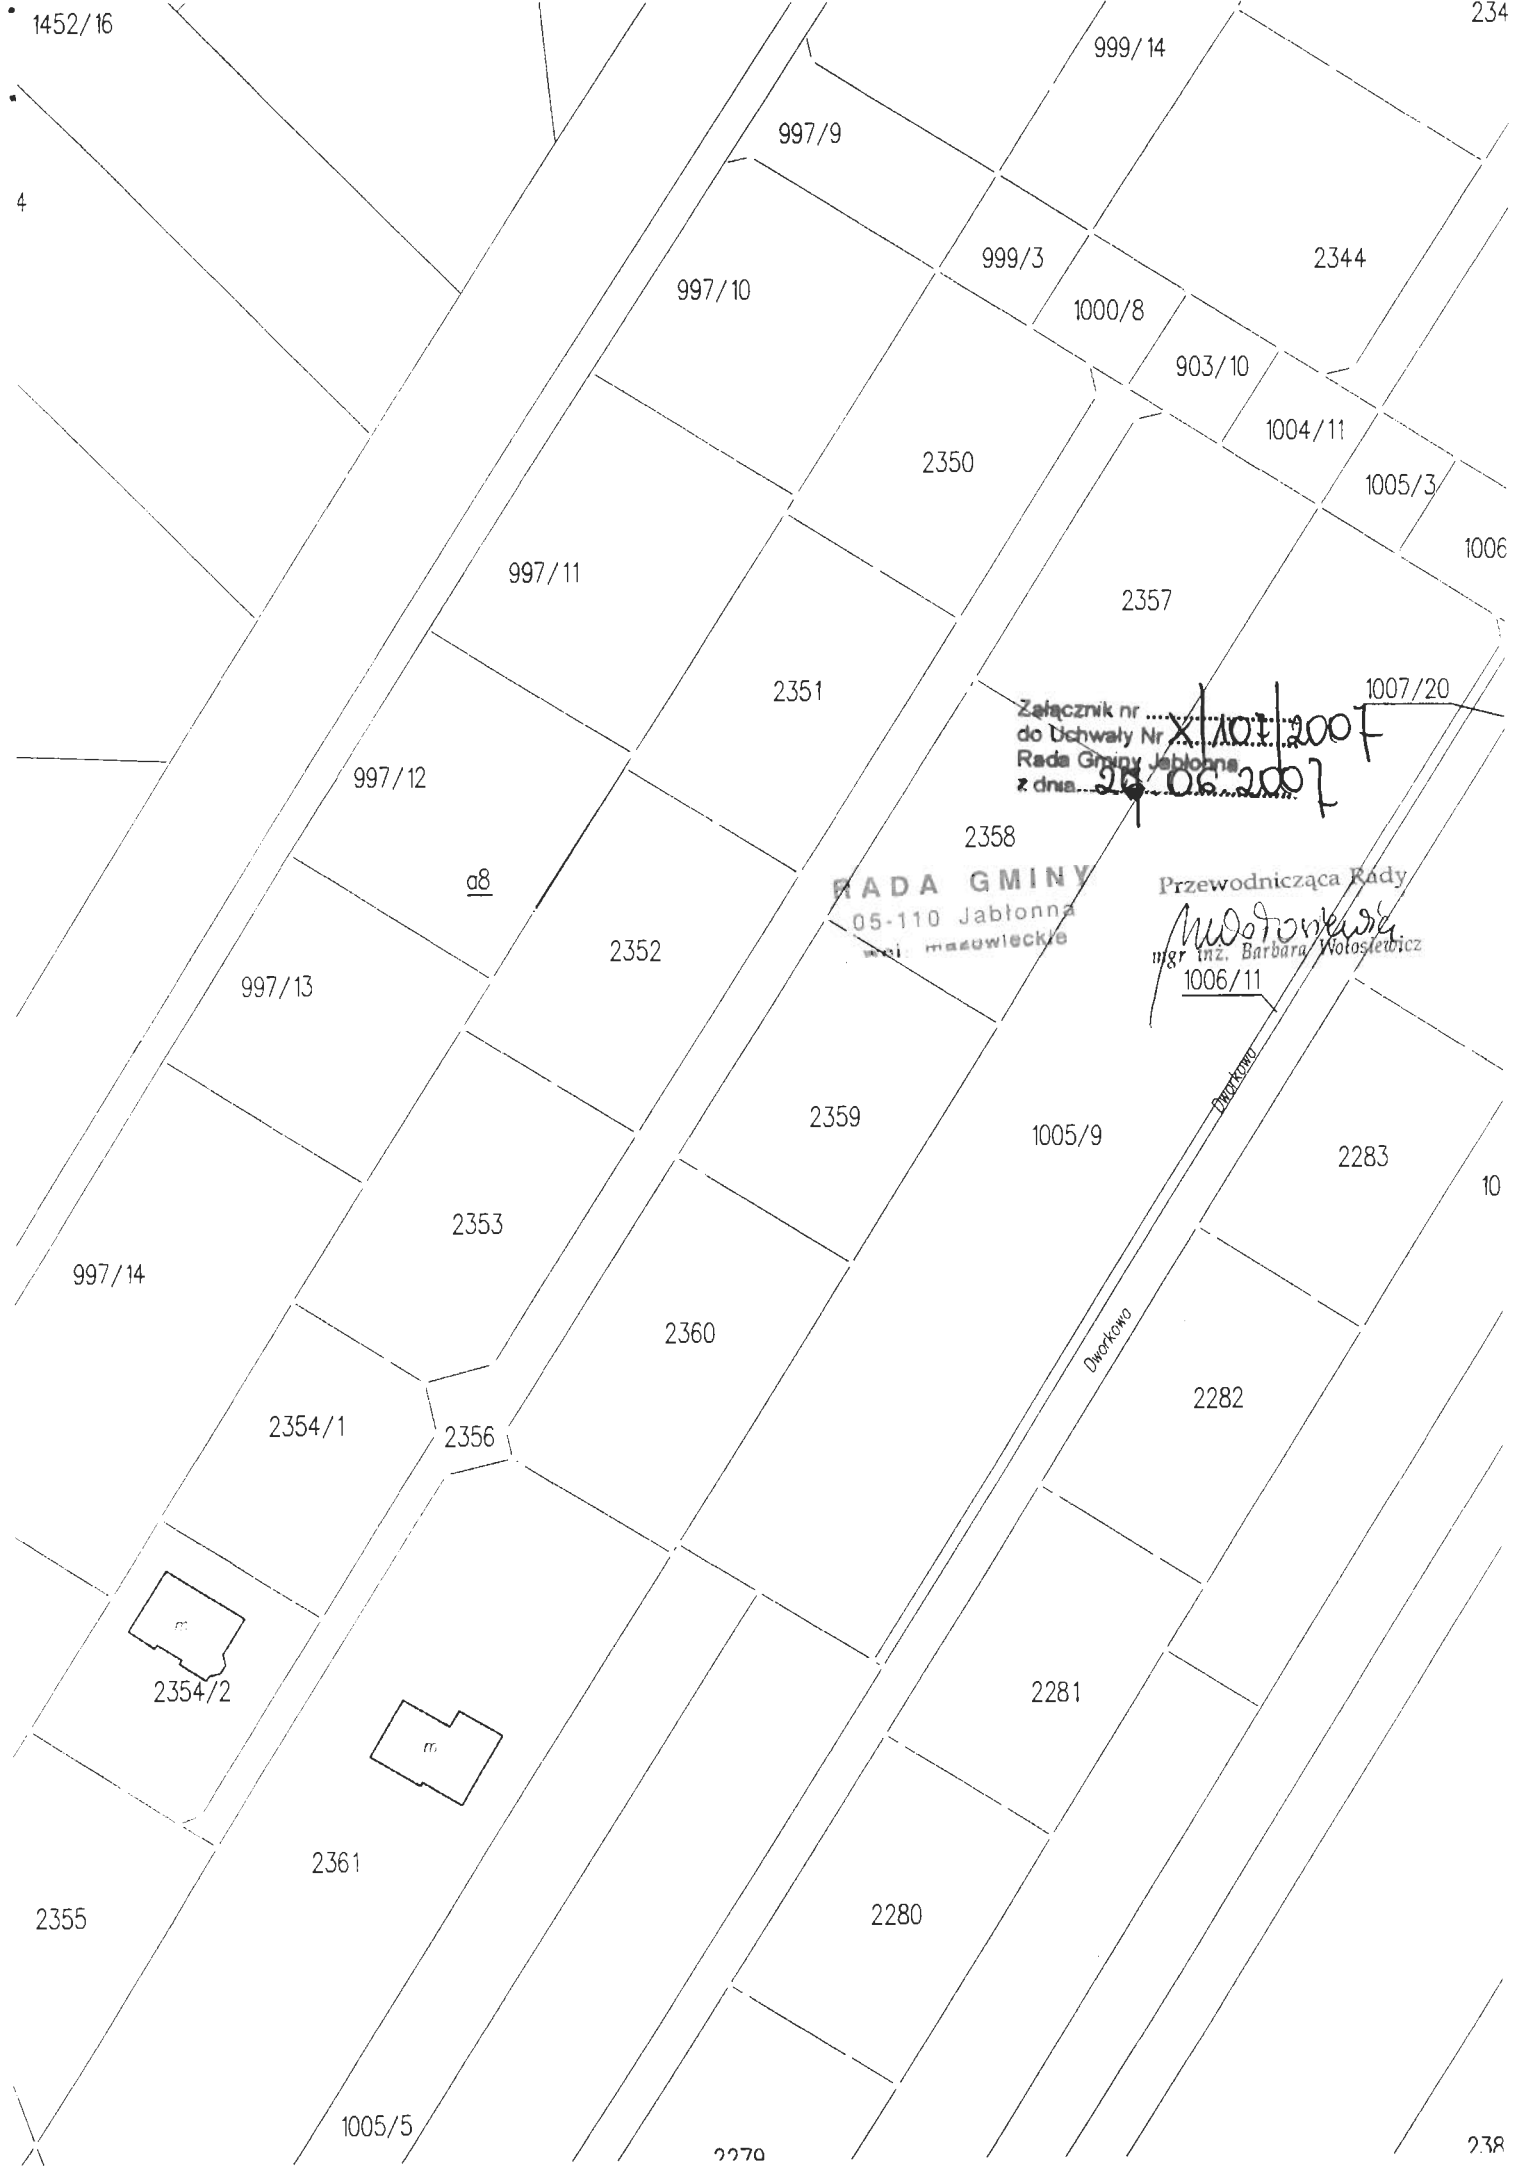 1452/16
234
999/14
997/9
4
999/3
2344
997/10
1000/8
903/10
1004/11
2350
1005/3
1006
997/11
2357
2351
1007/20
Załącznik nr ..........
do Uchwały Nr X/107/2007
Rada Gminy Jabłonna
z dnia 06.2007
997/12
2358
a8
RADA GMINY
05-110 Jabłonna
woj. mazowieckie
Przewodnicząca Rady
mgr inż. Barbara Wołosiewicz
2352
997/13
1006/11
Dworkowa
2359
1005/9
2283
10
2353
997/14
2360
Dworkowa
2282
2354/1
2356
m
2354/2
2281
m
2361
2355
2280
1005/5
2279
238